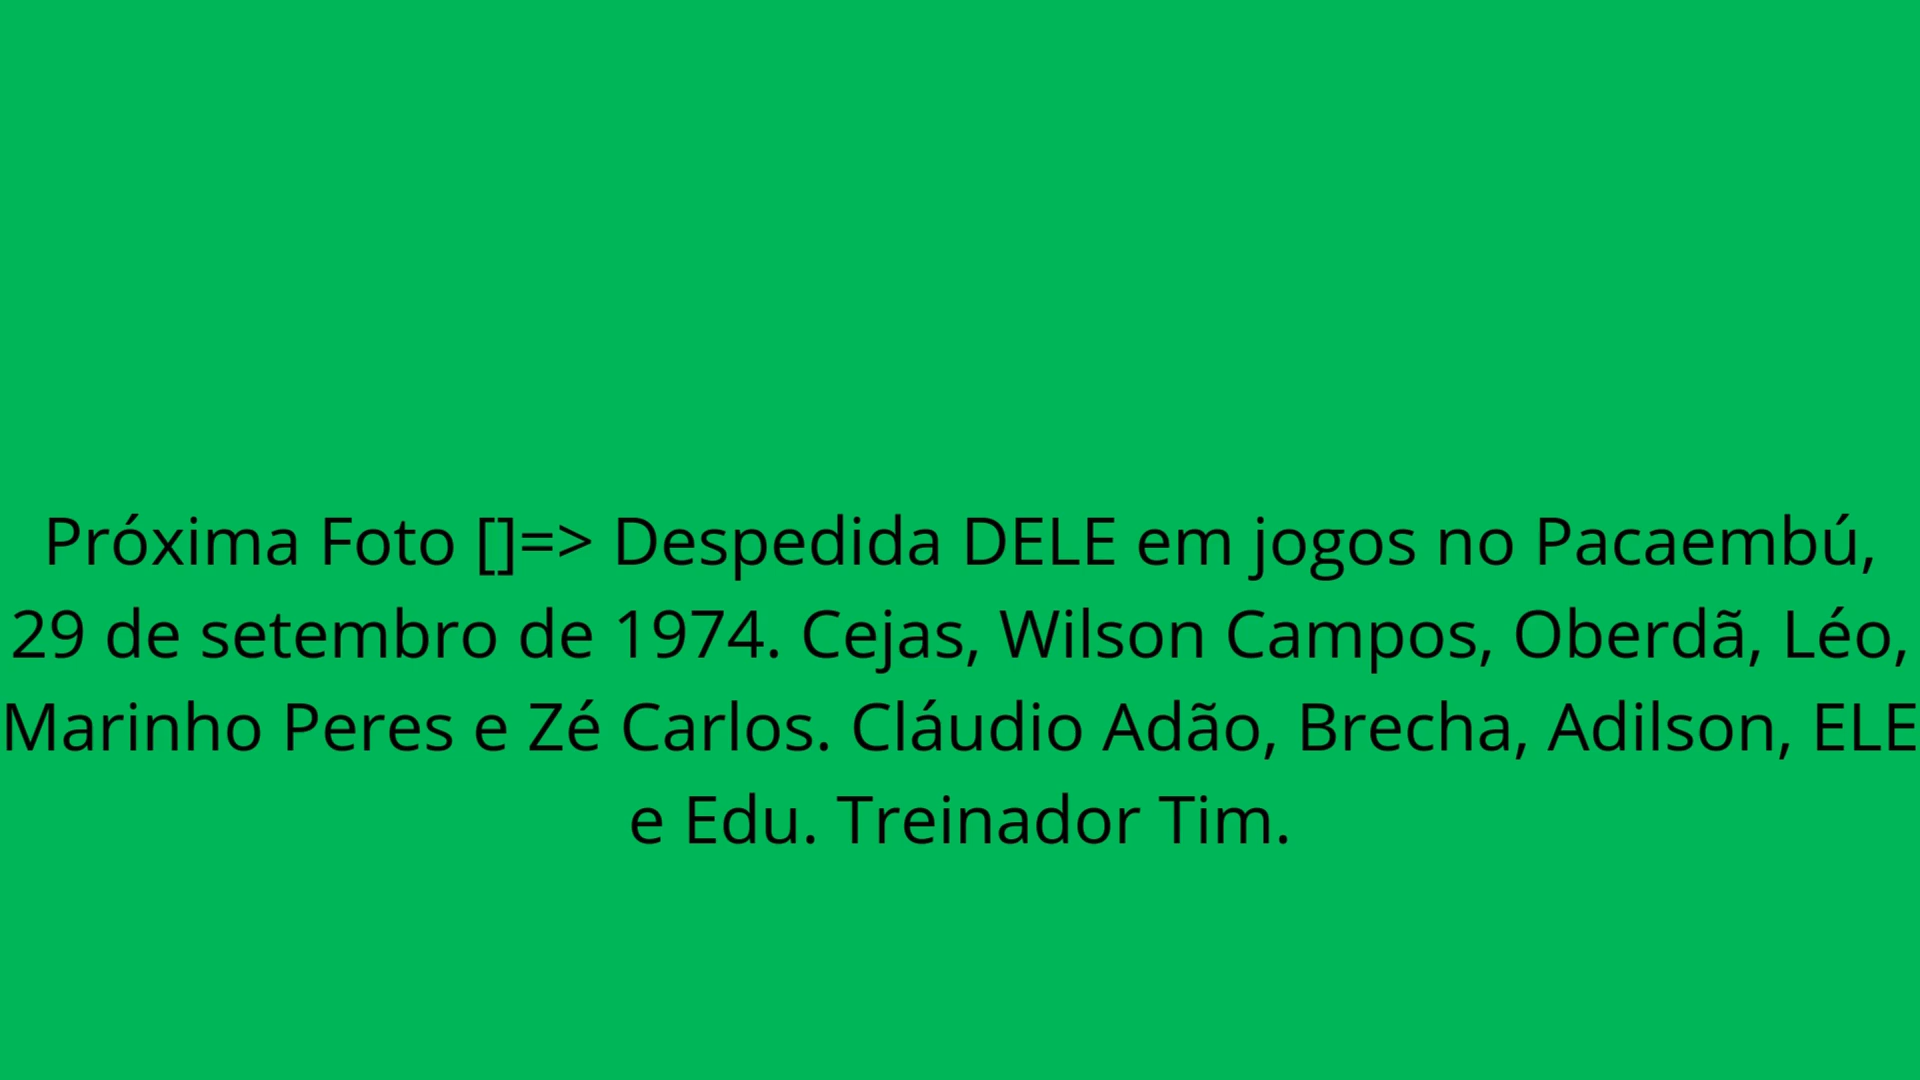 Próxima Foto []=> Despedida DELE em jogos no Pacaembú,
29 de setembro de 1974. Cejas, Wilson Campos, Oberdã, Léo,
Marinho Peres e Zé Carlos. Cláudio Adão, Brecha, Adilson, ELE
e Edu. Treinador Tim.